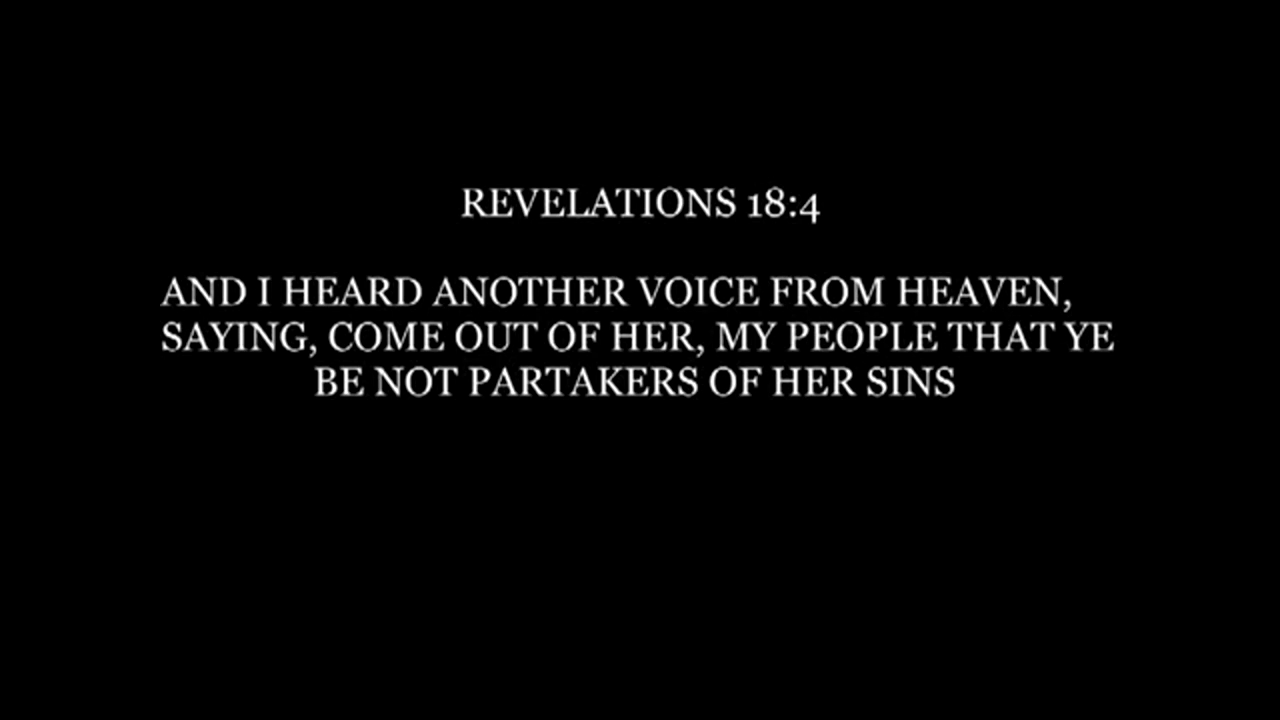 REVELATIONS 18:4
AND I HEARD ANOTHER VOICE FROM HEAVEN,
SAYING, COME OUT OF HER, MY PEOPLE THAT YE
BE NOT PARTAKERS OF HER SINS